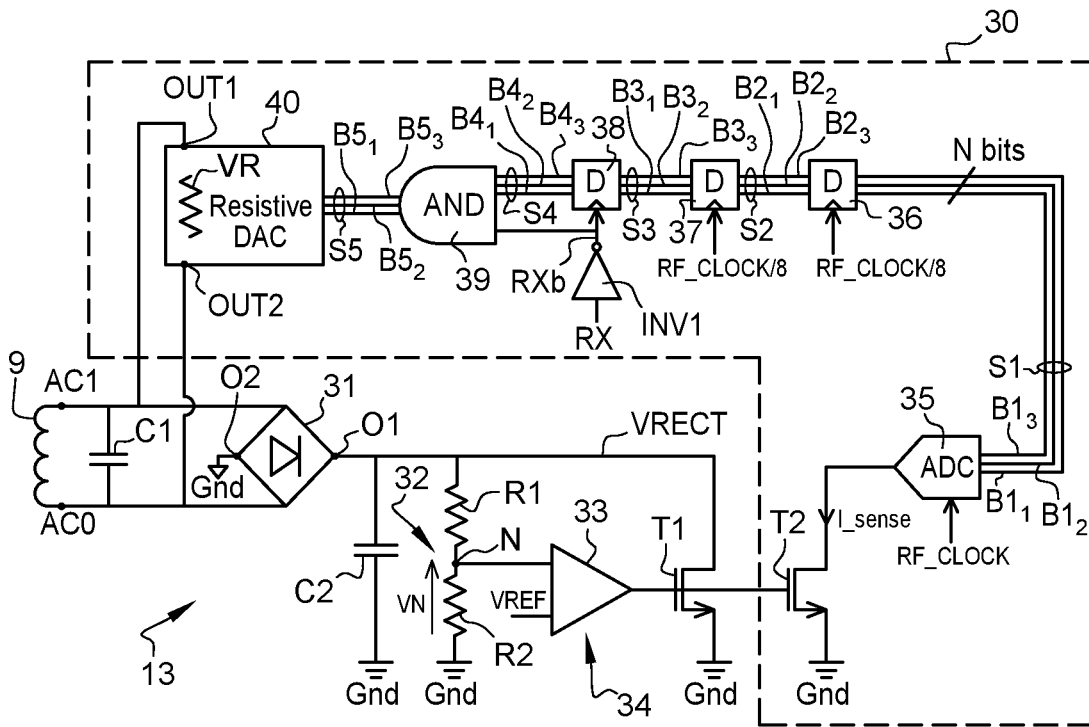 30
OUT1
40
B5₁
B5₃
B4₁
B4₂
B4₃
38
B3₁
B3₂
B3₃
B2₁
B2₂
B2₃
N bits
VR
Resistive
DAC
AND
D
D
D
S5
B5₂
39
S4
S3
37
S2
36
RXb
RF_CLOCK/8
RF_CLOCK/8
OUT2
INV1
RX
S1
9
AC1
O2
31
C1
O1
VRECT
35
B1₃
ADC
Gnd
AC0
B1₁
B1₂
32
R1
33
T1
T2
I_sense
RF_CLOCK
N
C2
VN
VREF
R2
13
34
Gnd
Gnd
Gnd
Gnd